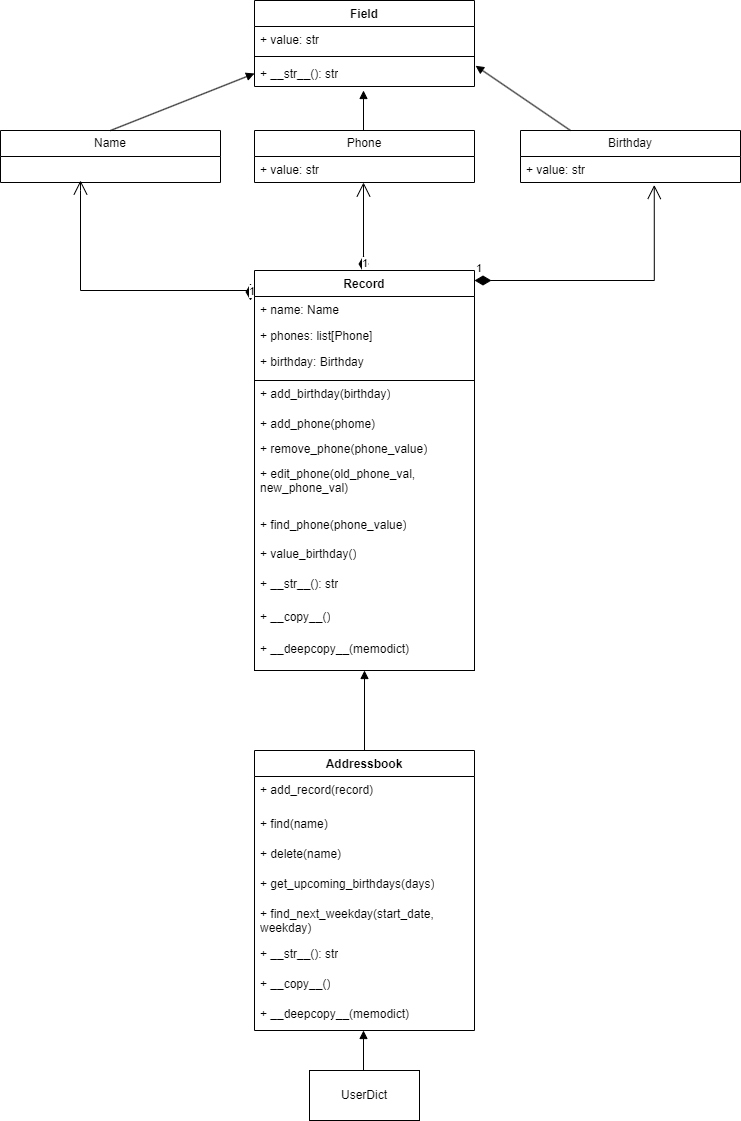 Field
+ value: str
+ __str__(): str
Name
Phone
Birthday
+ value: str
+ value: str
1
1
1
Record
+ name: Name
+ phones: list[Phone]
+ birthday: Birthday
+ add_birthday(birthday)
+ add_phone(phome)
+ remove_phone(phone_value)
+ edit_phone(old_phone_val,
new_phone_val)
+ find_phone(phone_value)
+ value_birthday()
+ __str__(): str
+ __copy__()
+ __deepcopy__(memodict)
Addressbook
+ add_record(record)
+ find(name)
+ delete(name)
+ get_upcoming_birthdays(days)
+ find_next_weekday(start_date,
weekday)
+ __str__(): str
+ __copy__()
+ __deepcopy__(memodict)
UserDict